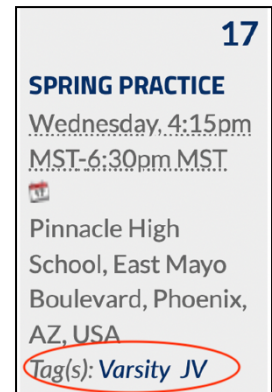 17
SPRING PRACTICE
Wednesday, 4:15pm
MST-6:30pm MST
Pinnacle High
School, East Mayo
Boulevard, Phoenix,
AZ, USA
Tag(s): Varsity JV